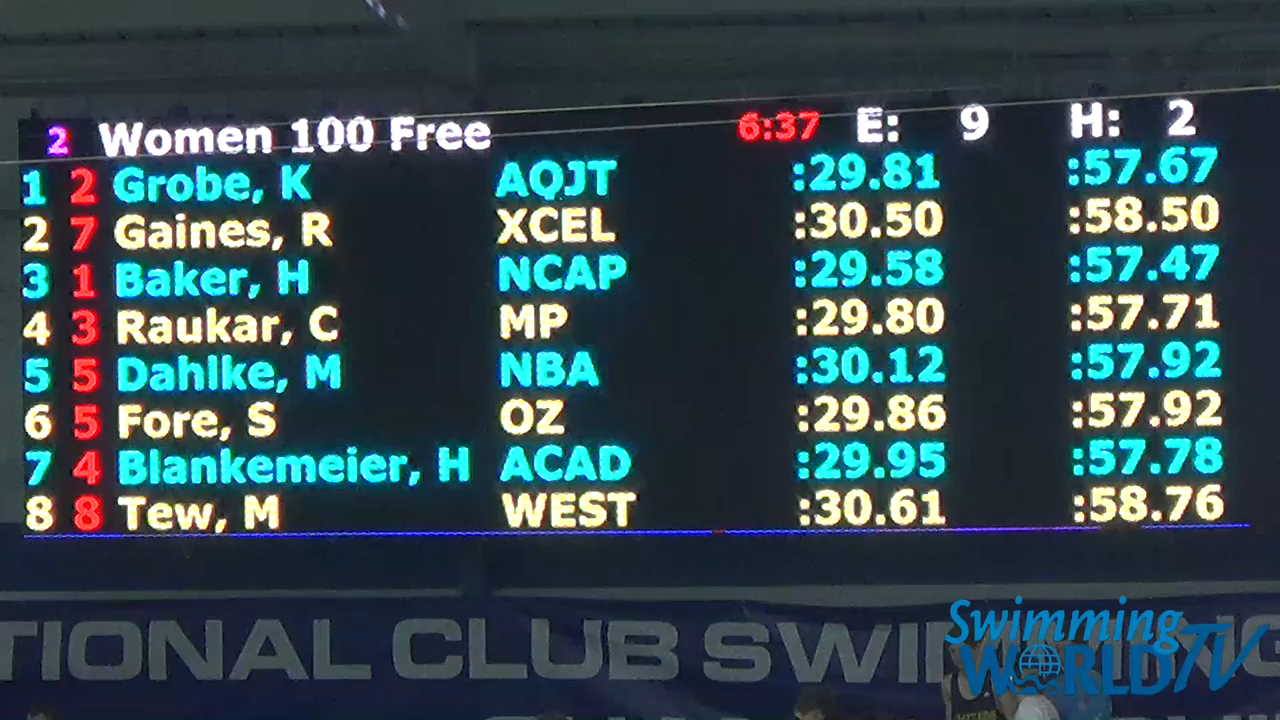 2 Women 100 Free 6:37 E: 9 H: 2
1 2 Grobe, K AQJT :29.81 :57.67
2 7 Gaines, R XCEL :30.50 :58.50
3 1 Baker, H NCAP :29.58 :57.47
4 3 Raukar, C MP :29.80 :57.71
5 5 Dahlke, M NBA :30.12 :57.92
6 5 Fore, S OZ :29.86 :57.92
7 4 Blankemeier, H ACAD :29.95 :57.78
8 8 Tew, M WEST :30.61 :58.76
TIONAL CLUB SWIM
Swimming
WORLD TV